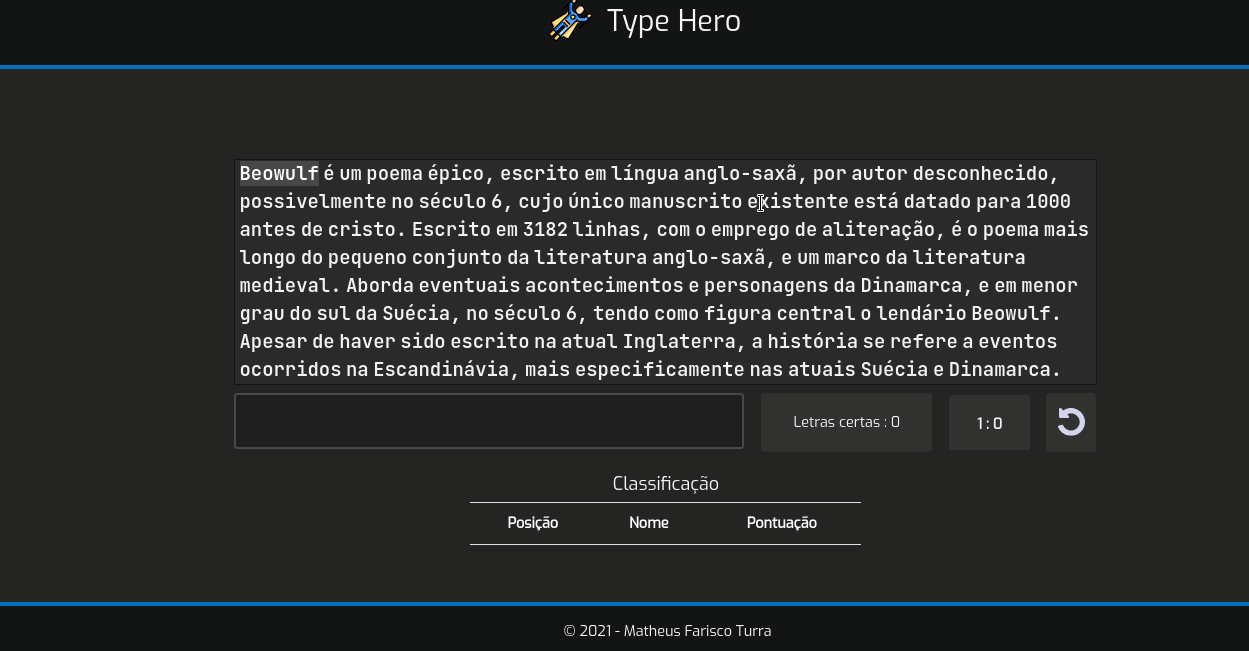 Type Hero
Beowulf é um poema épico, escrito em língua anglo-saxã, por autor desconhecido,
possivelmente no século 6, cujo único manuscrito existente está datado para 1000
antes de cristo. Escrito em 3182 linhas, com o emprego de aliteração, é o poema mais
longo do pequeno conjunto da literatura anglo-saxã, e um marco da literatura
medieval. Aborda eventuais acontecimentos e personagens da Dinamarca, e em menor
grau do sul da Suécia, no século 6, tendo como figura central o lendário Beowulf.
Apesar de haver sido escrito na atual Inglaterra, a história se refere a eventos
ocorridos na Escandinávia, mais especificamente nas atuais Suécia e Dinamarca.
Letras certas : 0
1 : 0
Classificação
Posição Nome Pontuação
© 2021 - Matheus Farisco Turra